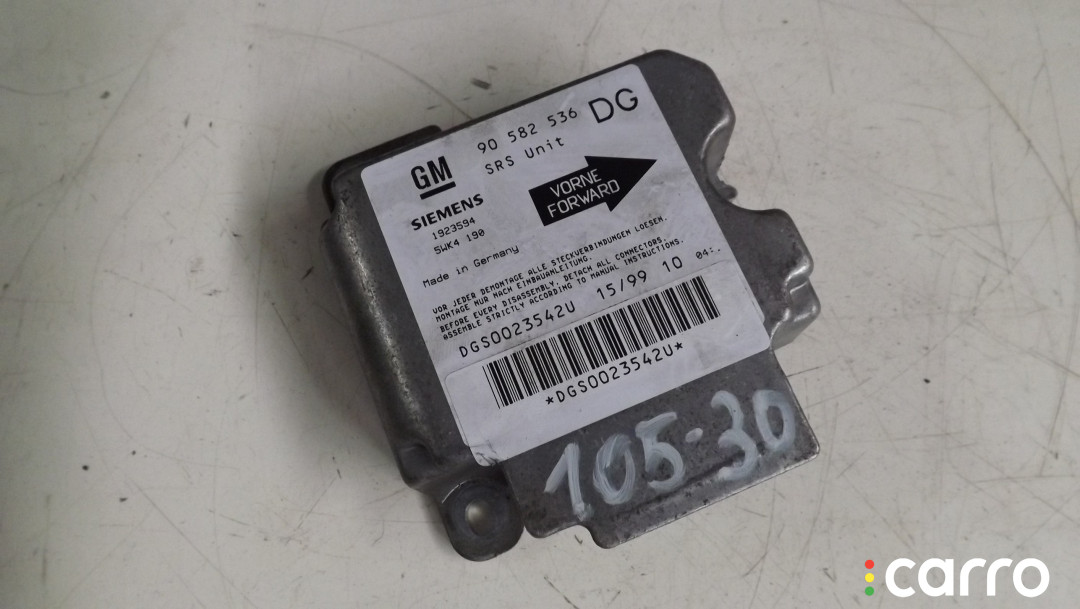 GM
90 582 536 DG
SRS Unit
SIEMENS
1923594
5WK4 190
VORNE
FORWARD
Made in Germany
VOR JEDER DEMONTAGE ALLE STECKVERBINDUNGEN LOESEN.
MONTAGE NUR NACH EINBAUANLEITUNG.
BEFORE EVERY DISASSEMBLY, DETACH ALL CONNECTORS.
ASSEMBLE STRICTLY ACCORDING TO MANUAL INSTRUCTIONS.
DGS0023542U 15/99 10
*DGS0023542U*
105-30
carro